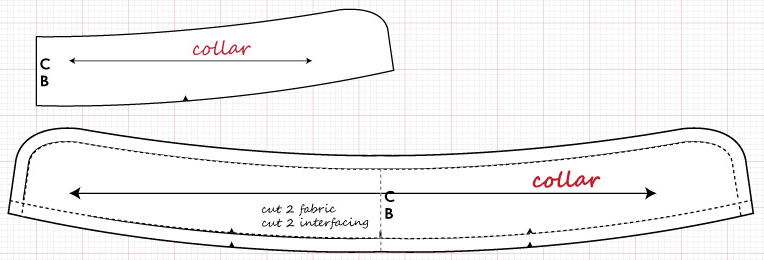 collar
C
B
collar
C
B
cut 2 fabric
cut 2 interfacing